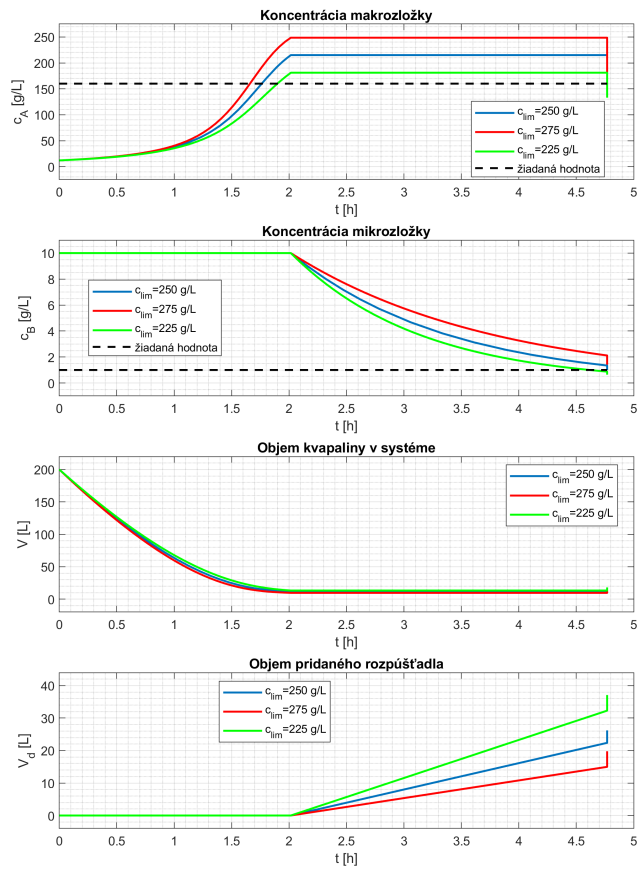 Koncentrácia makrozložky
250
200
150
100
50
0
c_A [g/L]
c_lim=250 g/L
c_lim=275 g/L
c_lim=225 g/L
žiadaná hodnota
0 0.5 1 1.5 2 2.5 3 3.5 4 4.5 5
t [h]
Koncentrácia mikrozložky
10
8
6
4
2
0
c_B [g/L]
c_lim=250 g/L
c_lim=275 g/L
c_lim=225 g/L
žiadaná hodnota
0 0.5 1 1.5 2 2.5 3 3.5 4 4.5 5
t [h]
Objem kvapaliny v systéme
200
150
100
50
0
V [L]
c_lim=250 g/L
c_lim=275 g/L
c_lim=225 g/L
0 0.5 1 1.5 2 2.5 3 3.5 4 4.5 5
t [h]
Objem pridaného rozpúšťadla
40
30
20
10
0
V_d [L]
c_lim=250 g/L
c_lim=275 g/L
c_lim=225 g/L
0 0.5 1 1.5 2 2.5 3 3.5 4 4.5 5
t [h]